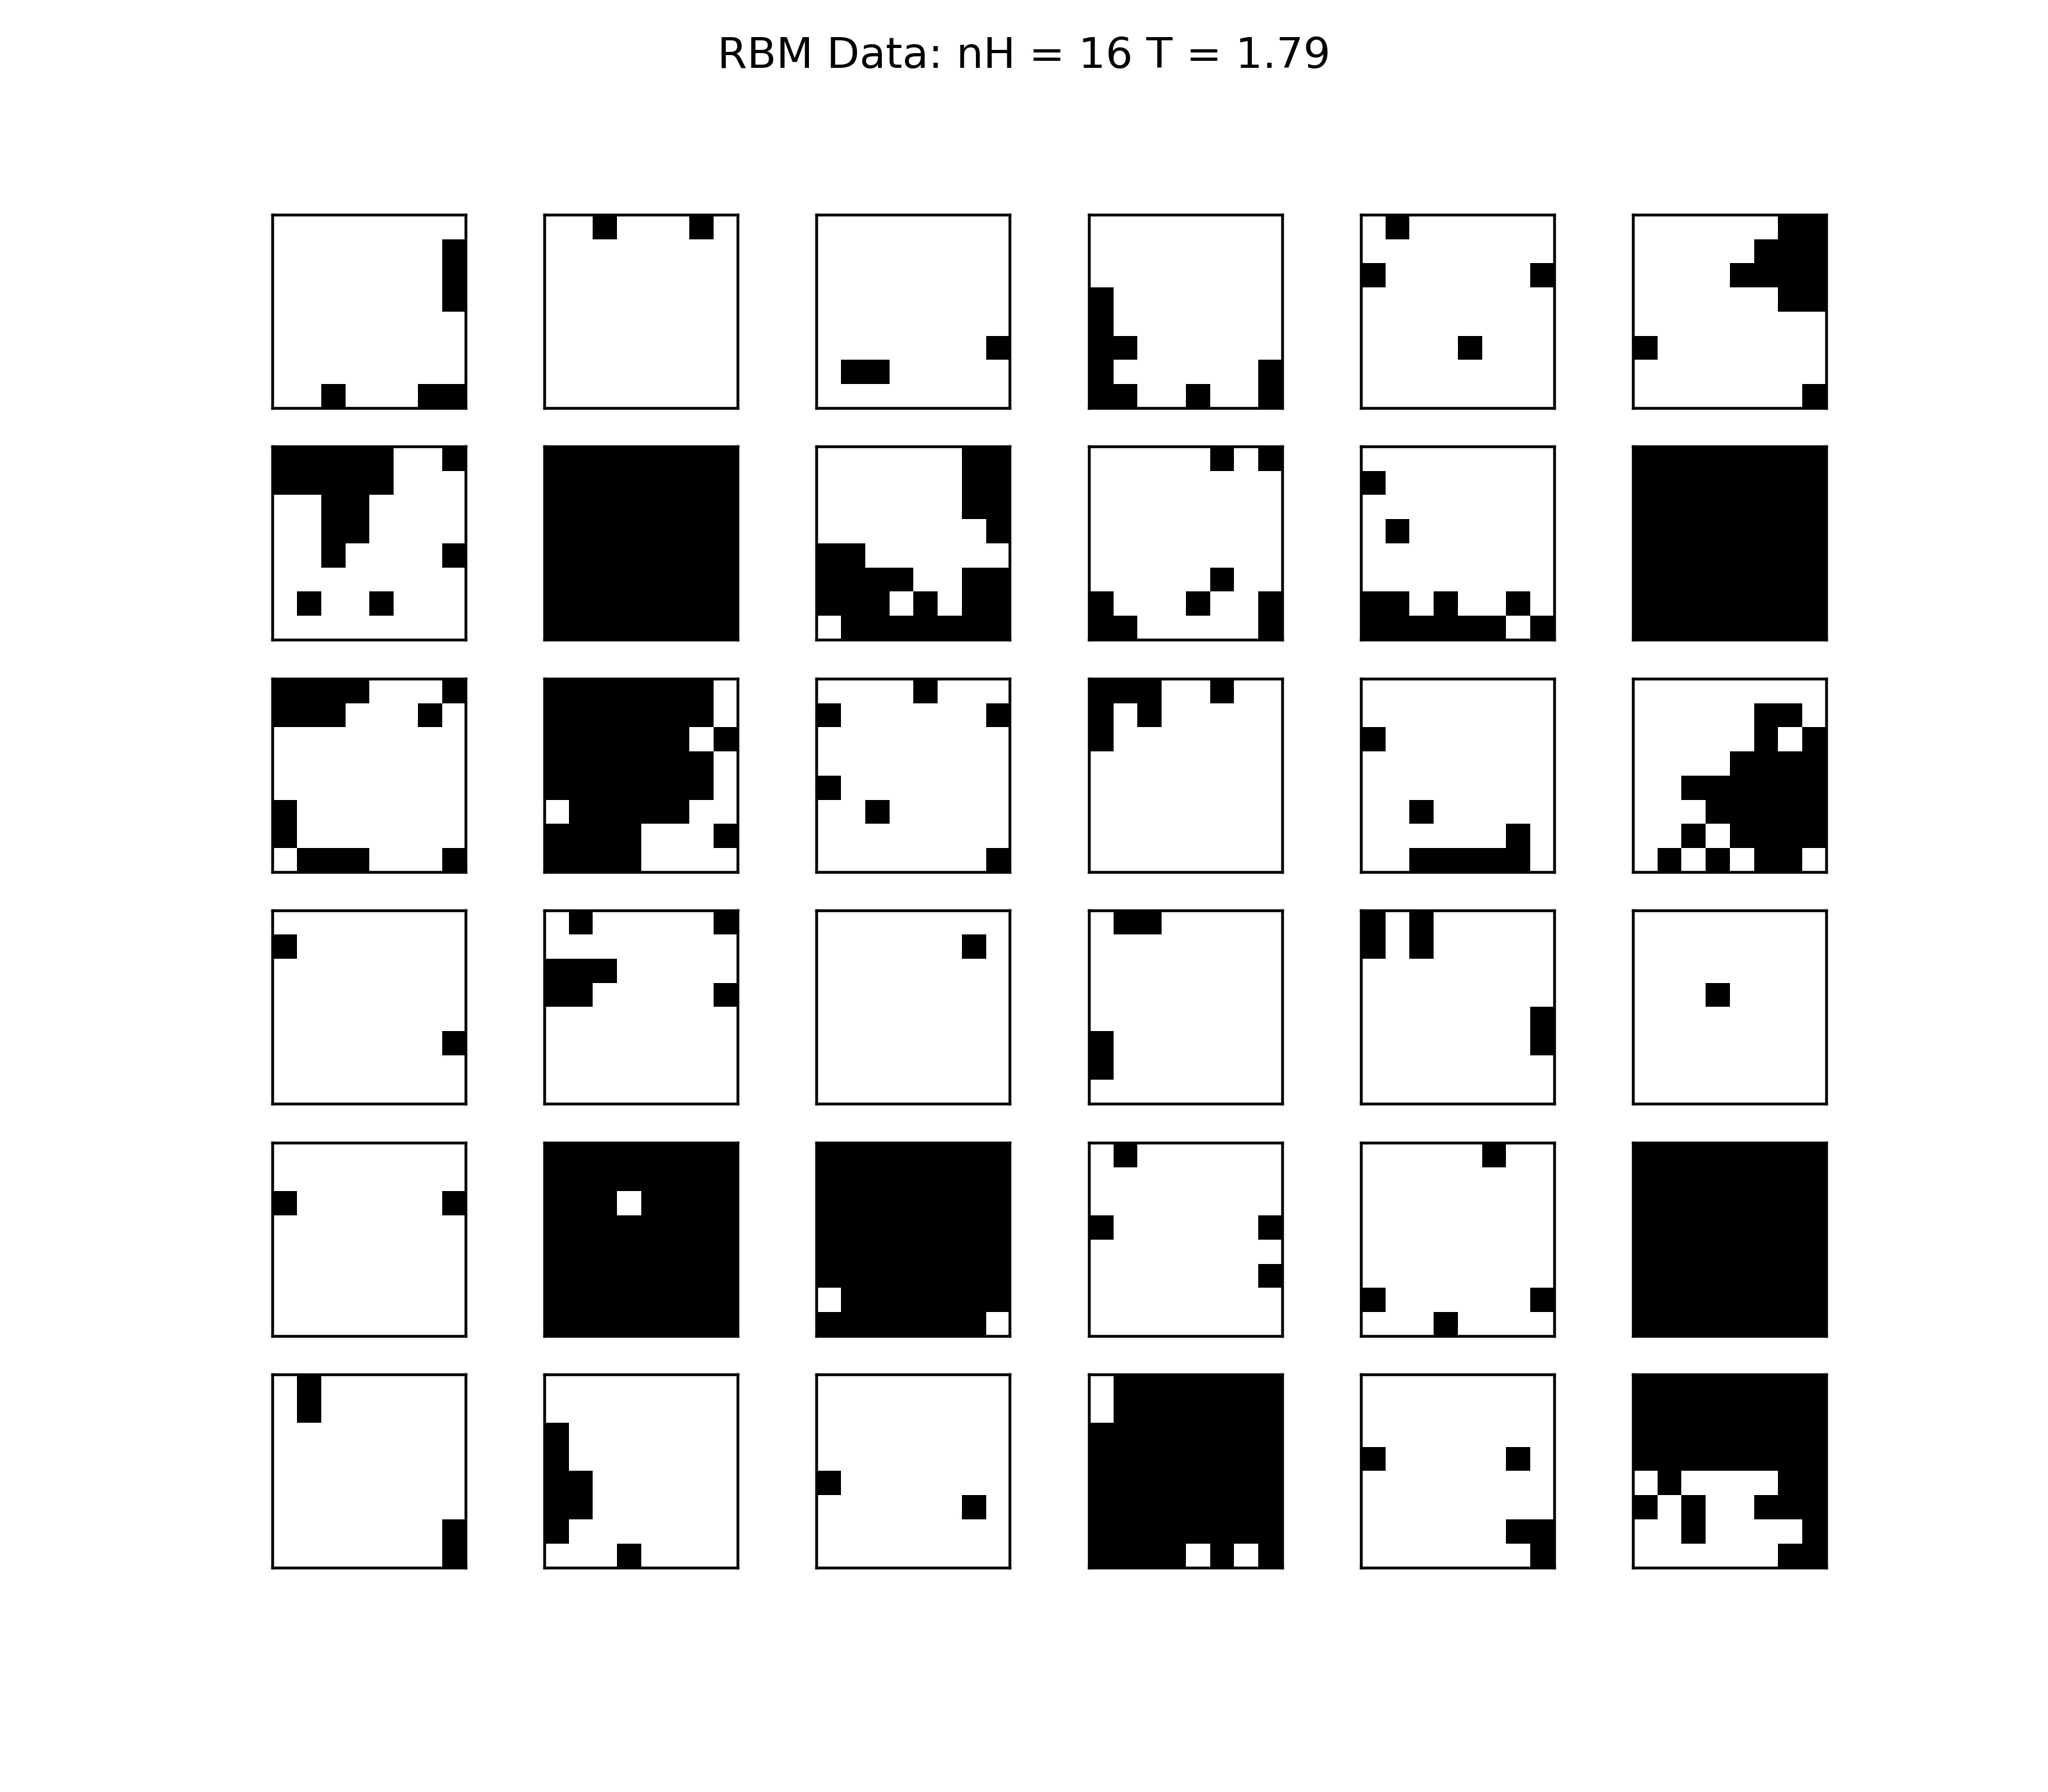 RBM Data: nH = 16 T = 1.79